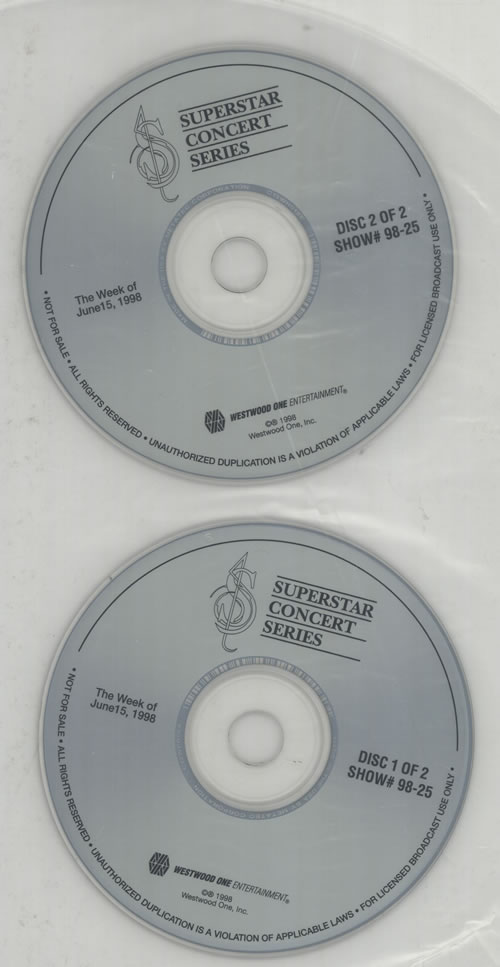 SUPERSTAR
CONCERT
SERIES
DISC 2 OF 2
SHOW# 98-25
The Week of
June15, 1998
WESTWOOD ONE ENTERTAINMENT®
©℗ 1998
Westwood One, Inc.
• NOT FOR SALE • ALL RIGHTS RESERVED • UNAUTHORIZED DUPLICATION IS A VIOLATION OF APPLICABLE LAWS • FOR LICENSED BROADCAST USE ONLY •
SUPERSTAR
CONCERT
SERIES
The Week of
June15, 1998
DISC 1 OF 2
SHOW# 98-25
WESTWOOD ONE ENTERTAINMENT®
©℗ 1998
Westwood One, Inc.
• NOT FOR SALE • ALL RIGHTS RESERVED • UNAUTHORIZED DUPLICATION IS A VIOLATION OF APPLICABLE LAWS • FOR LICENSED BROADCAST USE ONLY •